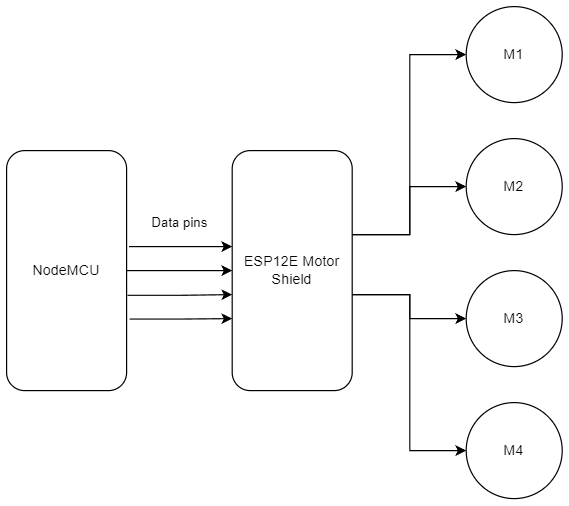 NodeMCU
Data pins
ESP12E Motor
Shield
M1
M2
M3
M4